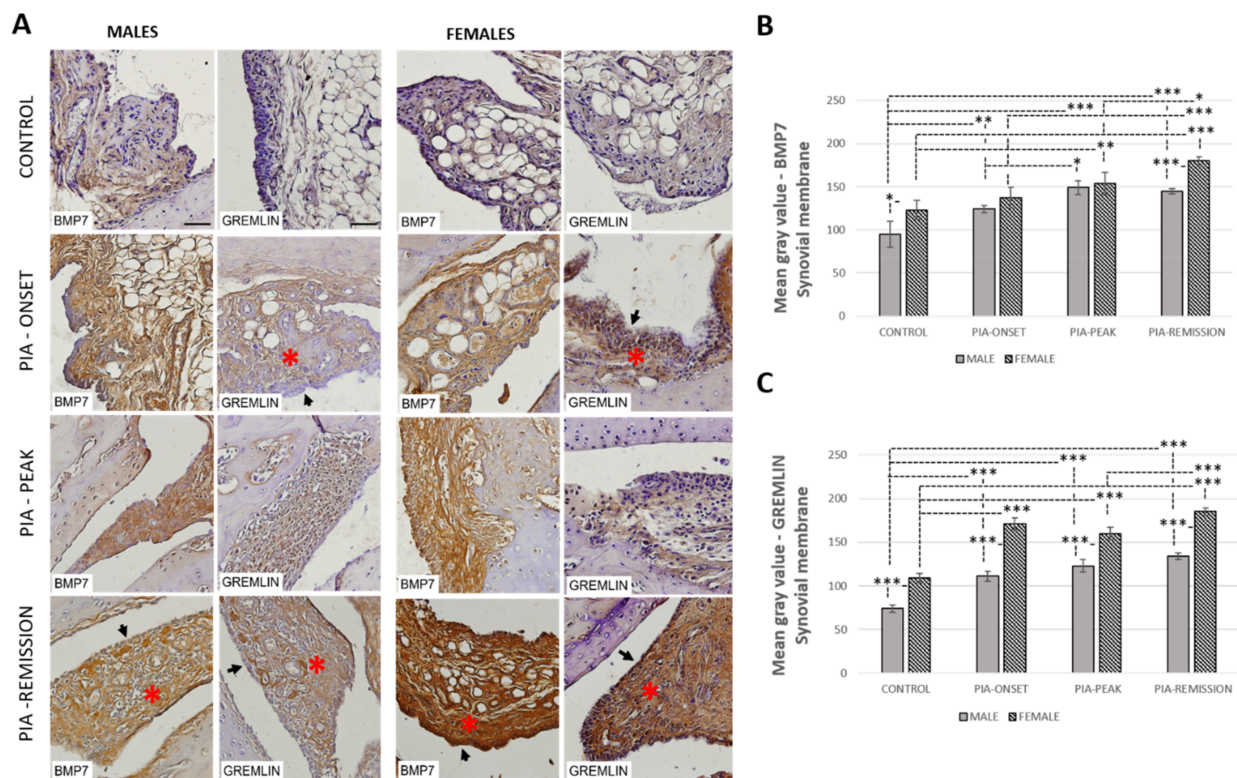 A
MALES
FEMALES
CONTROL
BMP7
GREMLIN
BMP7
GREMLIN
PIA - ONSET
BMP7
GREMLIN
BMP7
GREMLIN
PIA - PEAK
BMP7
GREMLIN
BMP7
GREMLIN
PIA -REMISSION
BMP7
GREMLIN
BMP7
GREMLIN
B
Mean gray value - BMP7
Synovial membrane
250
200
150
100
50
0
***
*
***
***
**
***
*
**
***
*
CONTROL
PIA-ONSET
PIA-PEAK
PIA-REMISSION
MALE
FEMALE
C
Mean gray value - GREMLIN
Synovial membrane
250
200
150
100
50
0
***
***
***
***
***
***
***
***
***
***
***
CONTROL
PIA-ONSET
PIA-PEAK
PIA-REMISSION
MALE
FEMALE